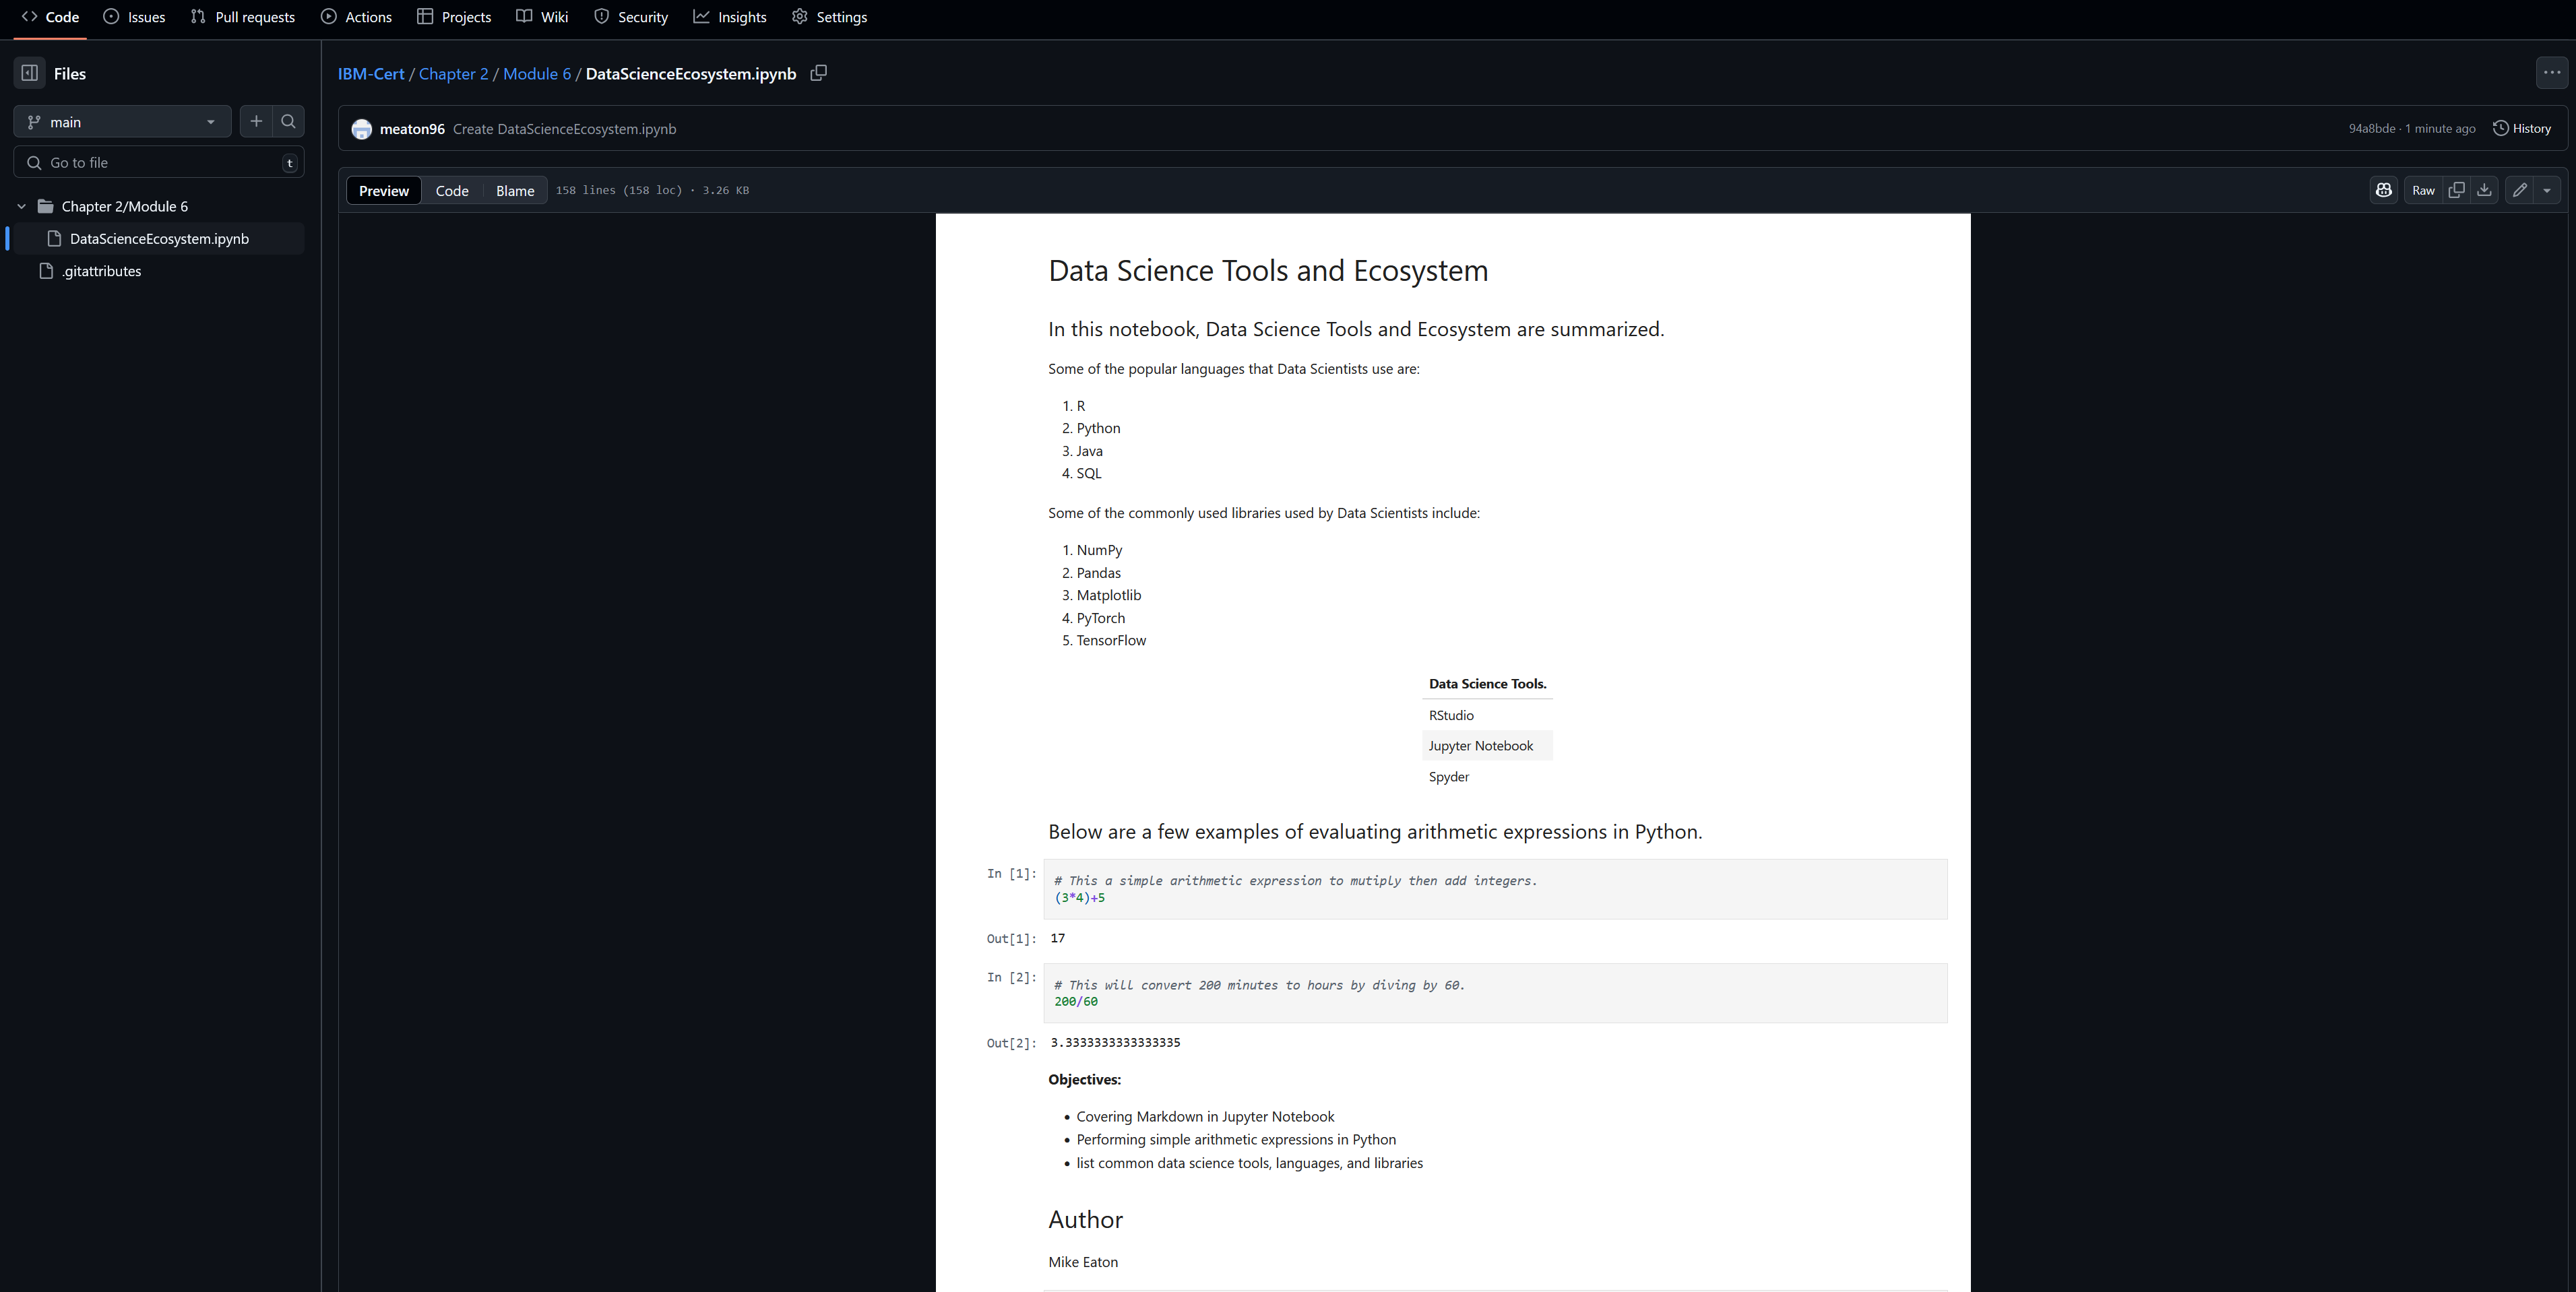 Code Issues Pull requests Actions Projects Wiki Security Insights Settings
Files
main
Go to file t
Chapter 2/Module 6
DataScienceEcosystem.ipynb
.gitattributes
IBM-Cert / Chapter 2 / Module 6 / DataScienceEcosystem.ipynb
meaton96 Create DataScienceEcosystem.ipynb
94a8bde · 1 minute ago History
Preview Code Blame 158 lines (158 loc) · 3.26 KB
Raw
Data Science Tools and Ecosystem
In this notebook, Data Science Tools and Ecosystem are summarized.
Some of the popular languages that Data Scientists use are:
1. R
2. Python
3. Java
4. SQL
Some of the commonly used libraries used by Data Scientists include:
1. NumPy
2. Pandas
3. Matplotlib
4. PyTorch
5. TensorFlow
Data Science Tools.
RStudio
Jupyter Notebook
Spyder
Below are a few examples of evaluating arithmetic expressions in Python.
In [1]:
# This a simple arithmetic expression to mutiply then add integers.
(3*4)+5
Out[1]: 17
In [2]:
# This will convert 200 minutes to hours by diving by 60.
200/60
Out[2]: 3.3333333333333335
Objectives:
• Covering Markdown in Jupyter Notebook
• Performing simple arithmetic expressions in Python
• list common data science tools, languages, and libraries
Author
Mike Eaton